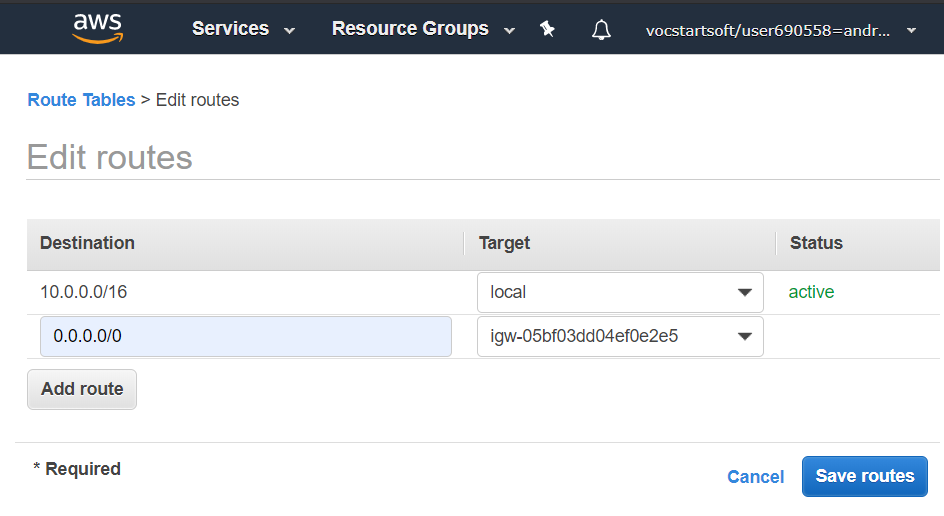 aws Services Resource Groups vocstartsoft/user690558=andr...
Route Tables > Edit routes
Edit routes
Destination Target Status
10.0.0.0/16 local active
0.0.0.0/0 igw-05bf03dd04ef0e2e5
Add route
* Required
Cancel Save routes